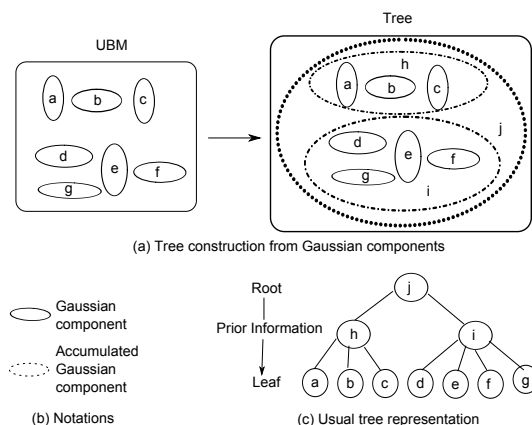 UBM
Tree
a
b
c
d
e
f
g
a
b
c
h
d
e
f
g
i
j
(a) Tree construction from Gaussian components
Gaussian
component
Accumulated
Gaussian
component
(b) Notations
Root
Prior Information
Leaf
j
h
i
a
b
c
d
e
f
g
(c) Usual tree representation